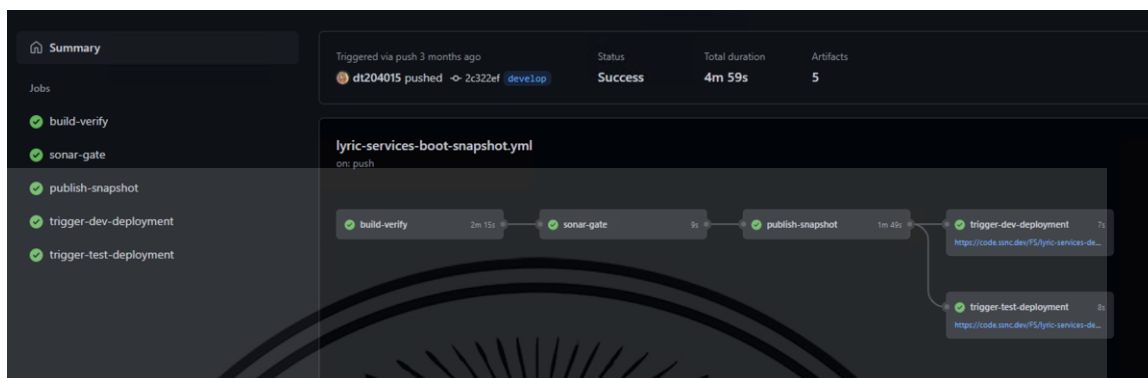 Summary
Jobs
build-verify
sonar-gate
publish-snapshot
trigger-dev-deployment
trigger-test-deployment
Triggered via push 3 months ago
dt204015 pushed 2c322ef develop
Status
Success
Total duration
4m 59s
Artifacts
5
lyric-services-boot-snapshot.yml
on: push
build-verify 2m 15s
sonar-gate 9s
publish-snapshot 1m 49s
trigger-dev-deployment 7s
https://code.ssnc.dev/FS/lyric-services-de...
trigger-test-deployment 8s
https://code.ssnc.dev/FS/lyric-services-de...